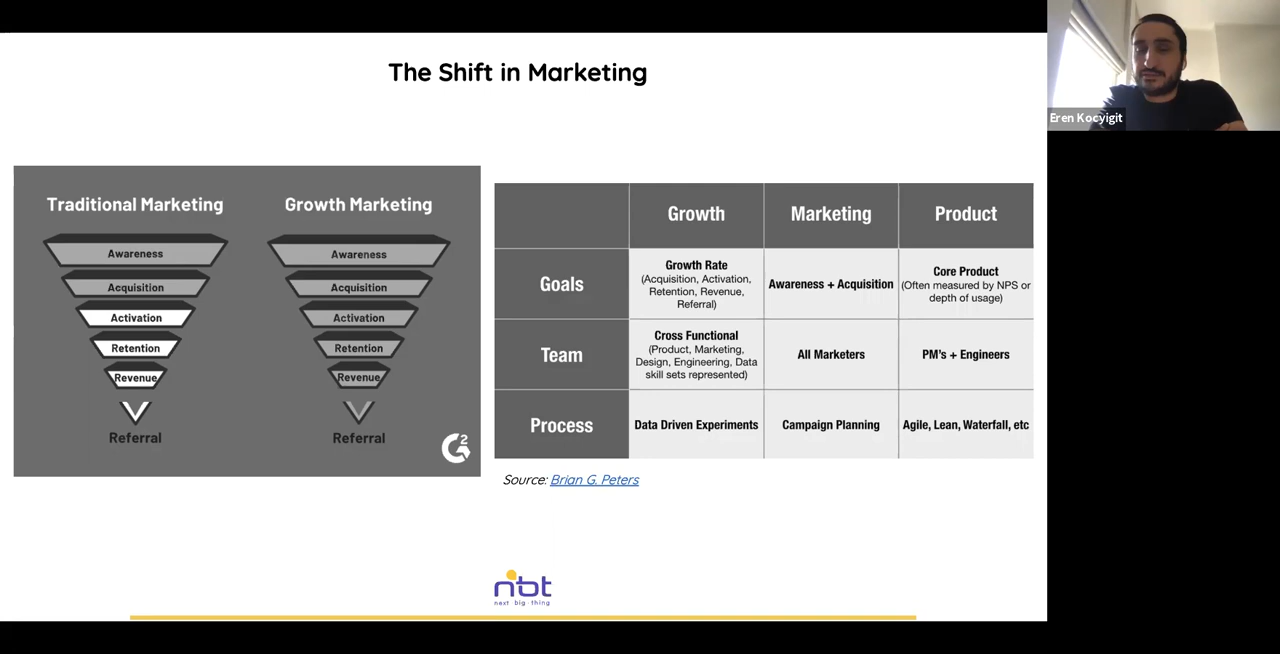 The Shift in Marketing
Eren Kocyigit
Traditional Marketing
Awareness
Acquisition
Activation
Retention
Revenue
Referral
Growth Marketing
Awareness
Acquisition
Activation
Retention
Revenue
Referral
G2
Growth
Marketing
Product
Goals
Growth Rate
(Acquisition, Activation,
Retention, Revenue,
Referral)
Awareness + Acquisition
Core Product
(Often measured by NPS or
depth of usage)
Team
Cross Functional
(Product, Marketing,
Design, Engineering, Data
skill sets represented)
All Marketers
PM's + Engineers
Process
Data Driven Experiments
Campaign Planning
Agile, Lean, Waterfall, etc
Source: Brian G. Peters
nbt
next big thing